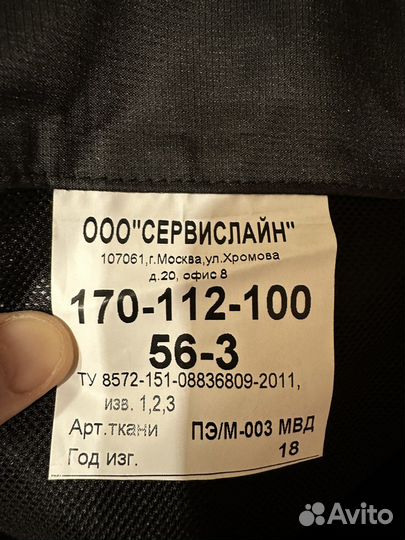 ООО"СЕРВИСЛАЙН"
107061,г.Москва,ул.Хромова
д.20, офис 8
170-112-100
56-3
ТУ 8572-151-08836809-2011,
изв. 1,2,3
Арт.ткани ПЭ/М-003 МВД
Год изг. 18
Avito